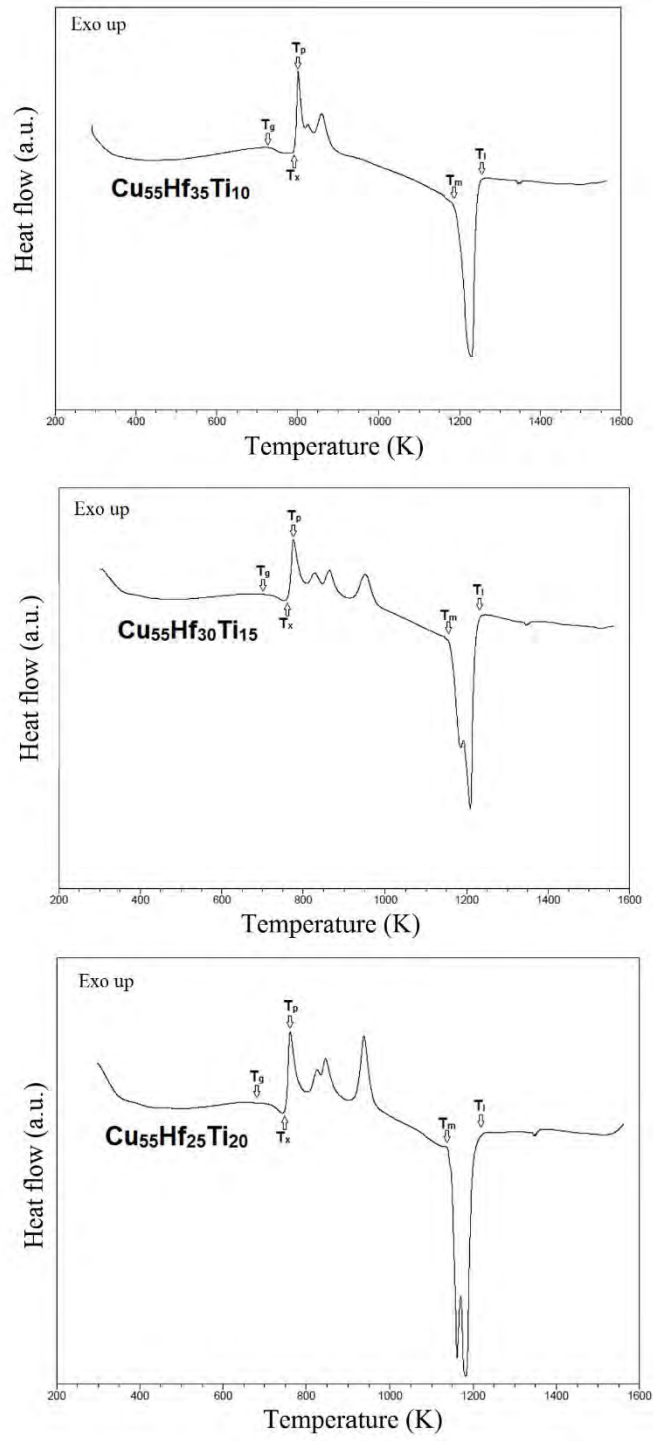 Exo up
Tp
Tg
Tx
Cu55Hf35Ti10
Tm
Tl
Heat flow (a.u.)
200 400 600 800 1000 1200 1400 1600
Temperature (K)
Exo up
Tp
Tg
Tx
Cu55Hf30Ti15
Tm
Tl
Heat flow (a.u.)
200 400 600 800 1000 1200 1400 1600
Temperature (K)
Exo up
Tp
Tg
Tx
Cu55Hf25Ti20
Tm
Tl
Heat flow (a.u.)
200 400 600 800 1000 1200 1400 1600
Temperature (K)